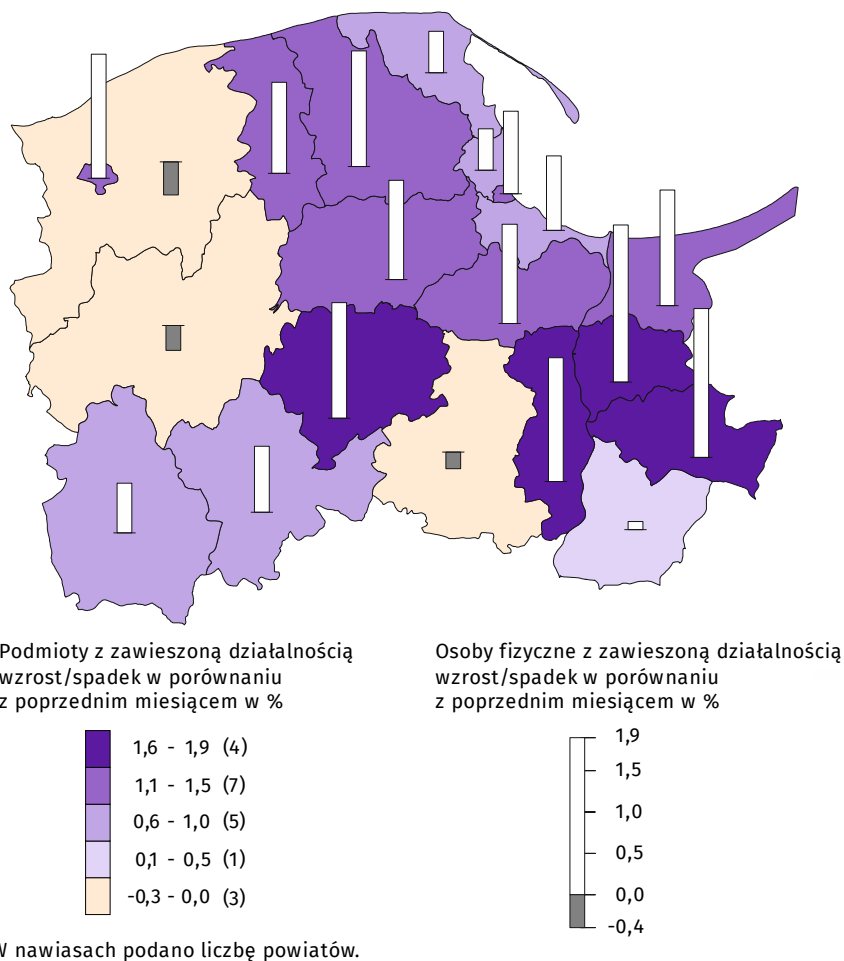 Podmioty z zawieszoną działalnością
wzrost/spadek w porównaniu
z poprzednim miesiącem w %
1,6 - 1,9 (4)
1,1 - 1,5 (7)
0,6 - 1,0 (5)
0,1 - 0,5 (1)
-0,3 - 0,0 (3)
Osoby fizyczne z zawieszoną działalnością
wzrost/spadek w porównaniu
z poprzednim miesiącem w %
1,9
1,5
1,0
0,5
0,0
-0,4
W nawiasach podano liczbę powiatów.